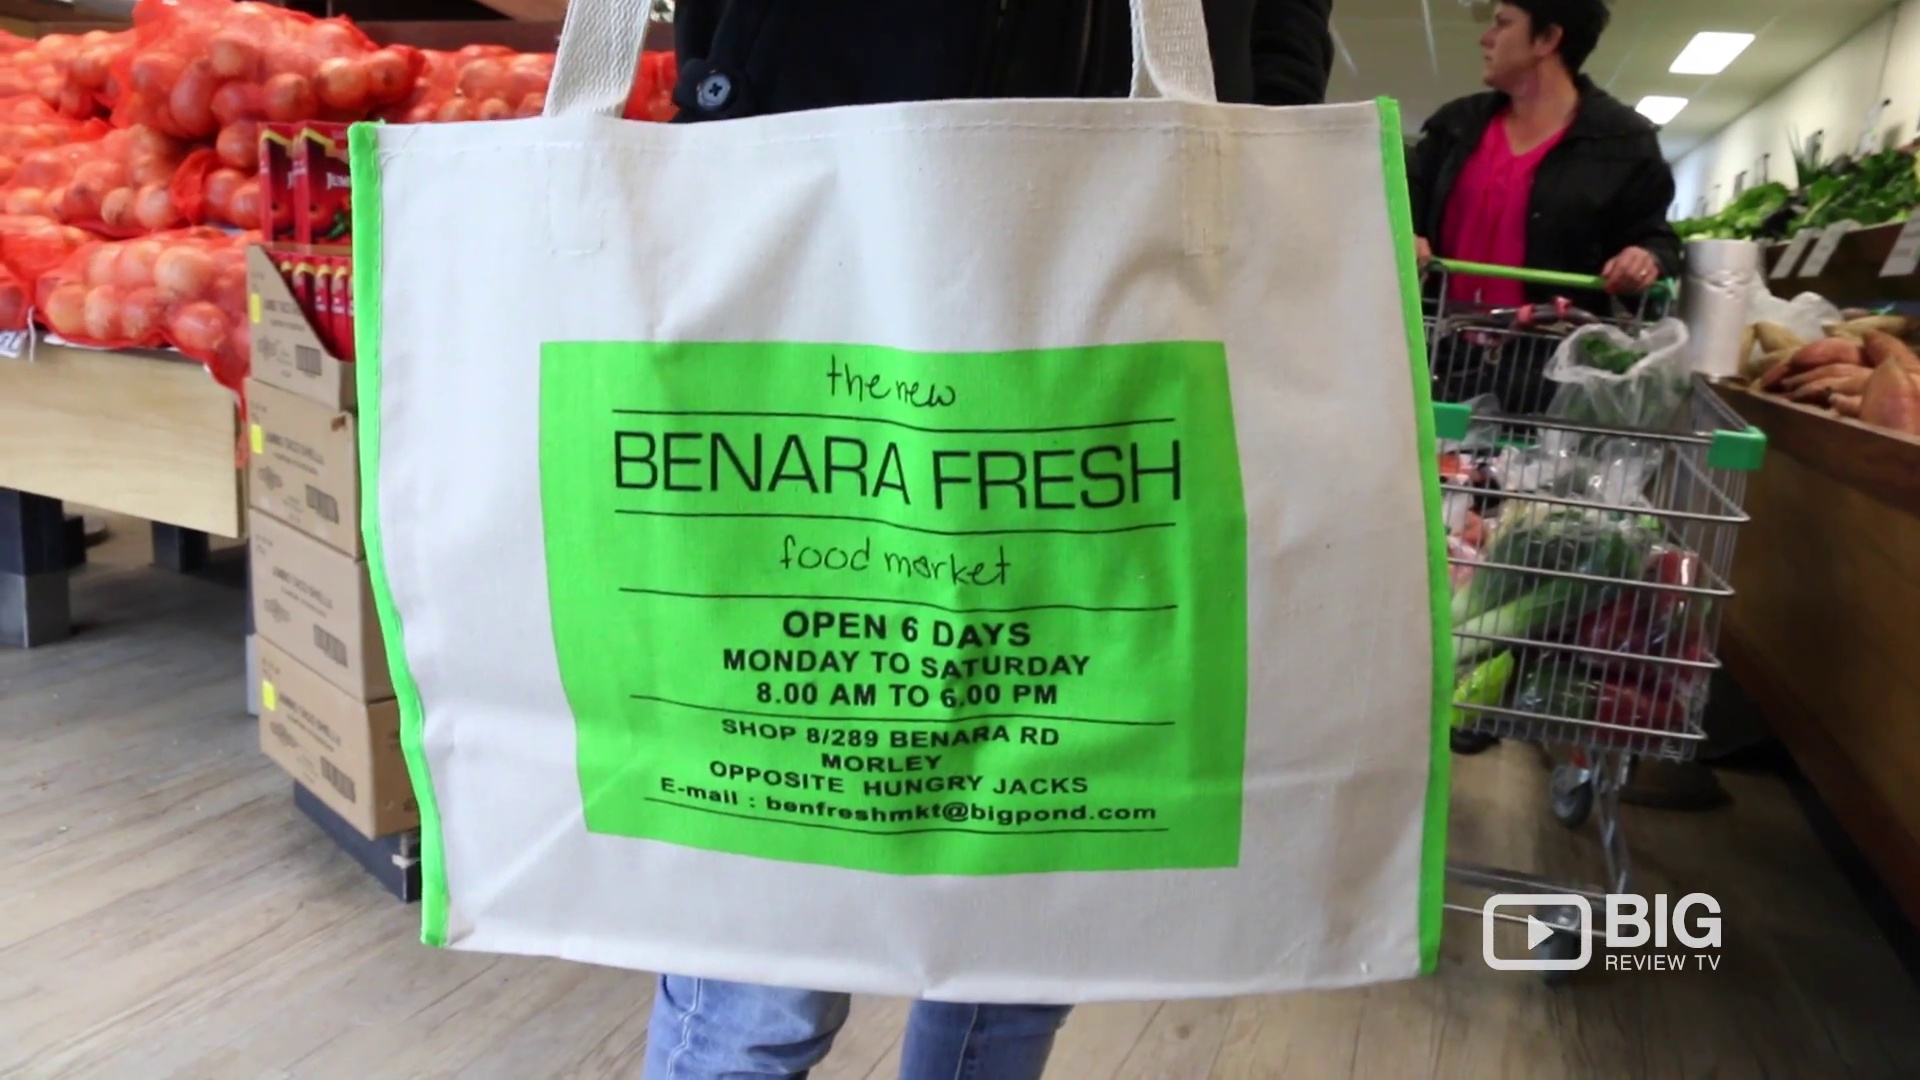 the new
BENARA FRESH
food market
OPEN 6 DAYS
MONDAY TO SATURDAY
8.00 AM TO 6.00 PM
SHOP 8/289 BENARA RD
MORLEY
OPPOSITE HUNGRY JACKS
E-mail : benfreshmkt@bigpond.com
BIG
REVIEW TV